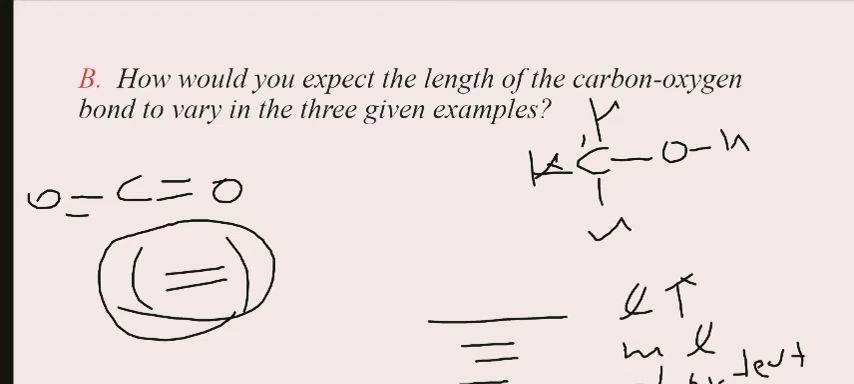 B. How would you expect the length of the carbon-oxygen
bond to vary in the three given examples?
H
H C — O - H
H
O = C = O
( = )
l ↑
m l